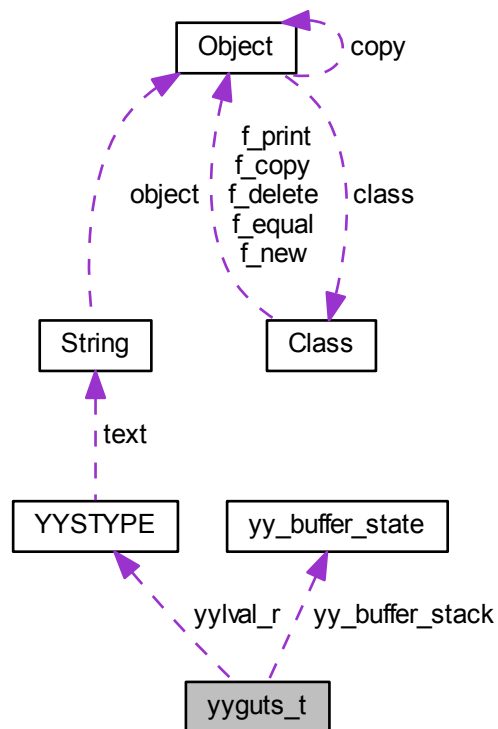 Object
copy
f_print
f_copy
object
f_delete
class
f_equal
f_new
String
Class
text
YYSTYPE
yy_buffer_state
yylval_r
yy_buffer_stack
yyguts_t